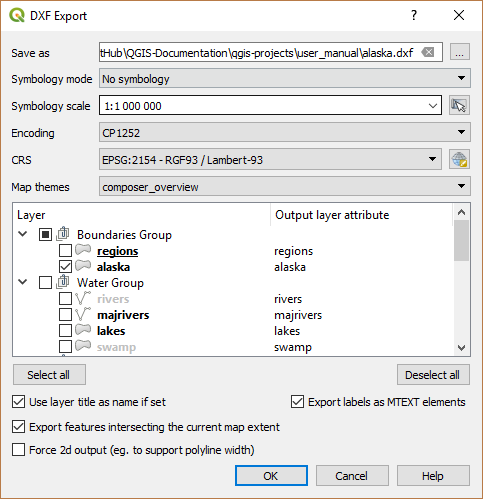 DXF Export
Save as tHub\QGIS-Documentation\qgis-projects\user_manual\alaska.dxf ...
Symbology mode No symbology
Symbology scale 1:1 000 000
Encoding CP1252
CRS EPSG:2154 - RGF93 / Lambert-93
Map themes composer_overview
Layer Output layer attribute
Boundaries Group
regions regions
alaska alaska
Water Group
rivers rivers
majrivers majrivers
lakes lakes
swamp swamp
Select all Deselect all
Use layer title as name if set Export labels as MTEXT elements
Export features intersecting the current map extent
Force 2d output (eg. to support polyline width)
OK Cancel Help